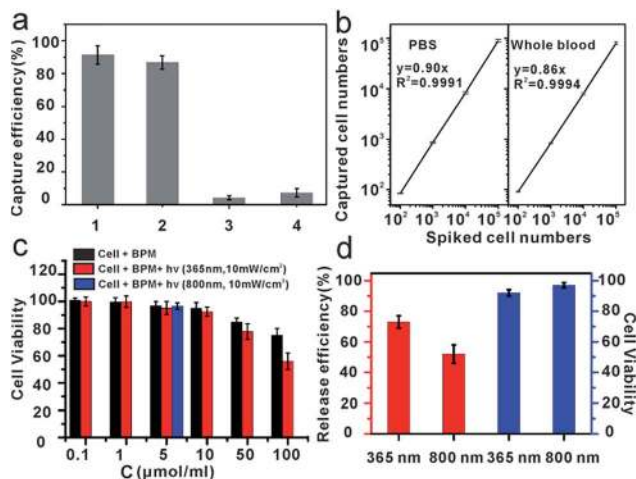 a
Capture efficiency(%)
100
80
60
40
20
0
1 2 3 4
b
Captured cell numbers
10⁵
10⁴
10³
10²
PBS
y=0.90x
R²=0.9991
Whole blood
y=0.86x
R²=0.9994
10² 10³ 10⁴ 10⁵ 10² 10³ 10⁴ 10⁵
Spiked cell numbers
c
Cell + BPM
Cell + BPM+ hv (365nm, 10mW/cm²)
Cell + BPM+ hv (800nm, 10mW/cm²)
Cell Viability
120
100
80
60
40
20
0
0.1 1 5 10 50 100
C (μmol/ml)
d
Release efficiency(%)
100
80
60
40
20
0
365 nm 800 nm 365 nm 800 nm
100
80
60
40
20
0
Cell Viability